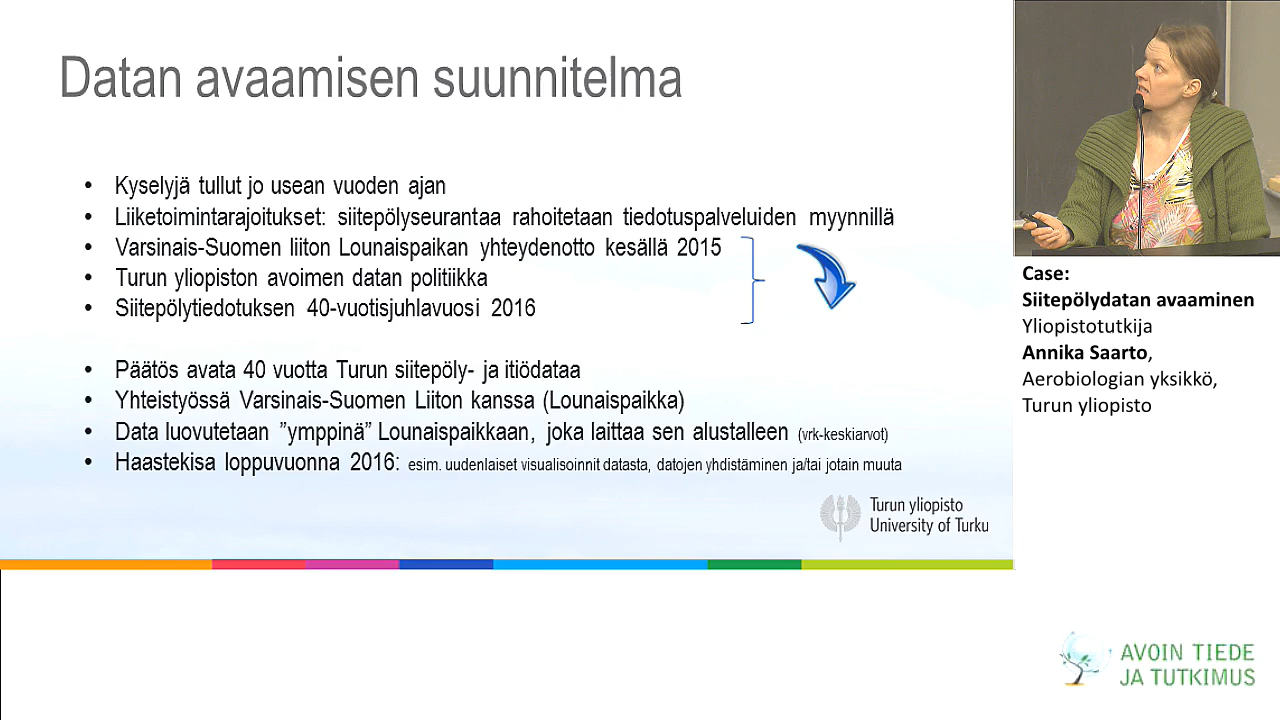 Datan avaamisen suunnitelma
• Kyselyjä tullut jo usean vuoden ajan
• Liiketoimintarajoitukset: siitepölyseurantaa rahoitetaan tiedotuspalveluiden myynnillä
• Varsinais-Suomen liiton Lounaispaikan yhteydenotto kesällä 2015
• Turun yliopiston avoimen datan politiikka
• Siitepölytiedotuksen 40-vuotisjuhlavuosi 2016
• Päätös avata 40 vuotta Turun siitepöly- ja itiödataa
• Yhteistyössä Varsinais-Suomen Liiton kanssa (Lounaispaikka)
• Data luovutetaan ”ymppinä” Lounaispaikkaan, joka laittaa sen alustalleen (vrk-keskiarvot)
• Haastekisa loppuvuonna 2016: esim. uudenlaiset visualisoinnit datasta, datojen yhdistäminen ja/tai jotain muuta
Turun yliopisto
University of Turku
Case:
Siitepölydatan avaaminen
Yliopistotutkija
Annika Saarto,
Aerobiologian yksikkö,
Turun yliopisto
AVOIN TIEDE
JA TUTKIMUS